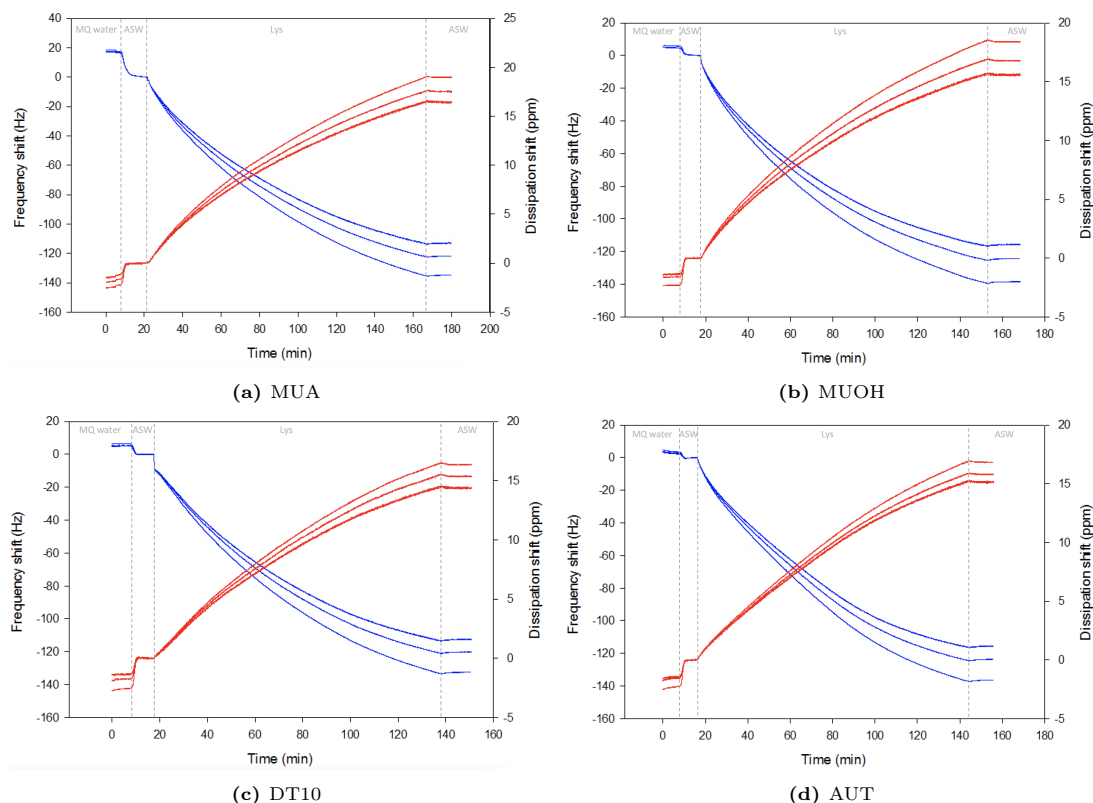 MQ water ASW Lys ASW
Frequency shift (Hz)
40
20
0
-20
-40
-60
-80
-100
-120
-140
-160
Dissipation shift (ppm)
25
20
15
10
5
0
-5
0 20 40 60 80 100 120 140 160 180 200
Time (min)
(a) MUA
MQ water ASW Lys ASW
Frequency shift (Hz)
20
0
-20
-40
-60
-80
-100
-120
-140
-160
Dissipation shift (ppm)
20
15
10
5
0
-5
0 20 40 60 80 100 120 140 160 180
Time (min)
(b) MUOH
MQ water ASW Lys ASW
Frequency shift (Hz)
20
0
-20
-40
-60
-80
-100
-120
-140
-160
Dissipation shift (ppm)
20
15
10
5
0
-5
0 20 40 60 80 100 120 140 160
Time (min)
(c) DT10
MQ water ASW Lys ASW
Frequency shift (Hz)
20
0
-20
-40
-60
-80
-100
-120
-140
-160
Dissipation shift (ppm)
20
15
10
5
0
-5
0 20 40 60 80 100 120 140 160 180
Time (min)
(d) AUT